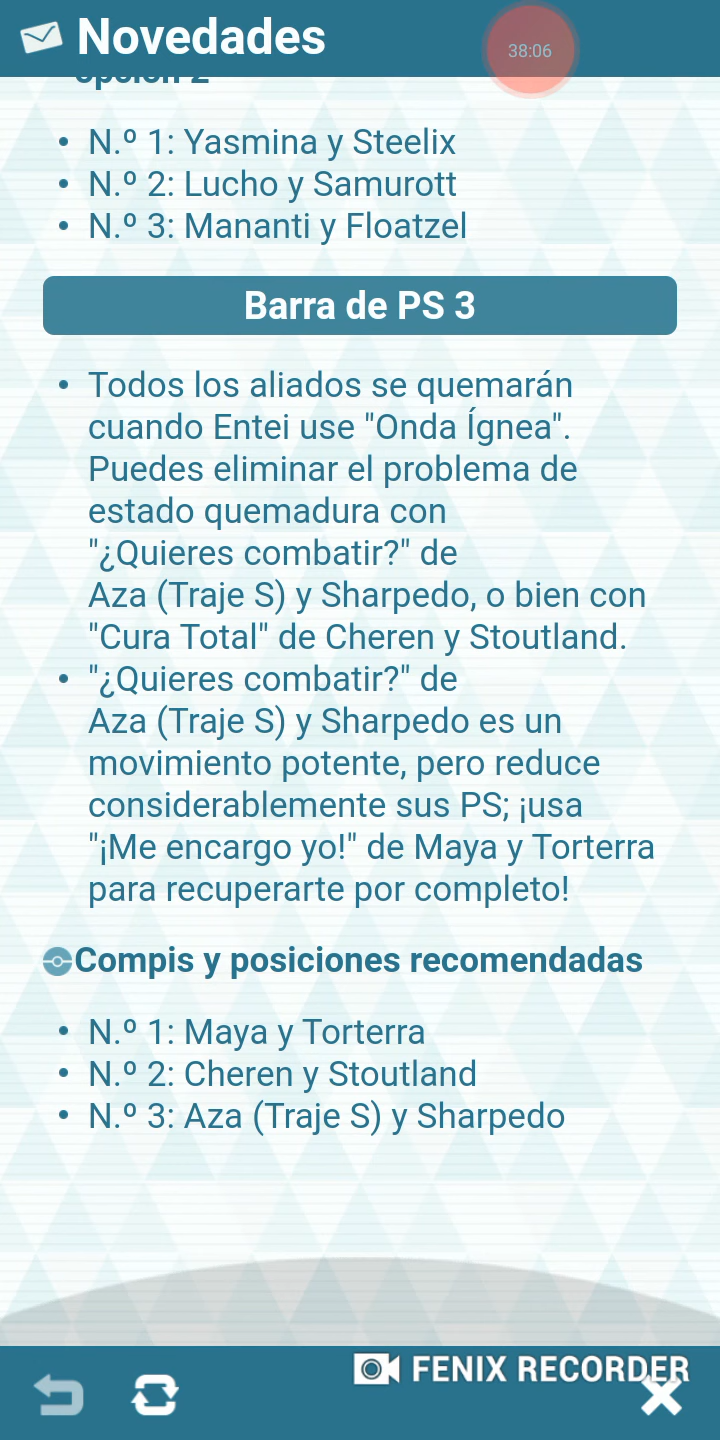 Novedades
38:06
opción 2
• N.º 1: Yasmina y Steelix
• N.º 2: Lucho y Samurott
• N.º 3: Mananti y Floatzel
Barra de PS 3
• Todos los aliados se quemarán
cuando Entei use "Onda Ígnea".
Puedes eliminar el problema de
estado quemadura con
"¿Quieres combatir?" de
Aza (Traje S) y Sharpedo, o bien con
"Cura Total" de Cheren y Stoutland.
• "¿Quieres combatir?" de
Aza (Traje S) y Sharpedo es un
movimiento potente, pero reduce
considerablemente sus PS; ¡usa
"¡Me encargo yo!" de Maya y Torterra
para recuperarte por completo!
Compis y posiciones recomendadas
• N.º 1: Maya y Torterra
• N.º 2: Cheren y Stoutland
• N.º 3: Aza (Traje S) y Sharpedo
FENIX RECORDER